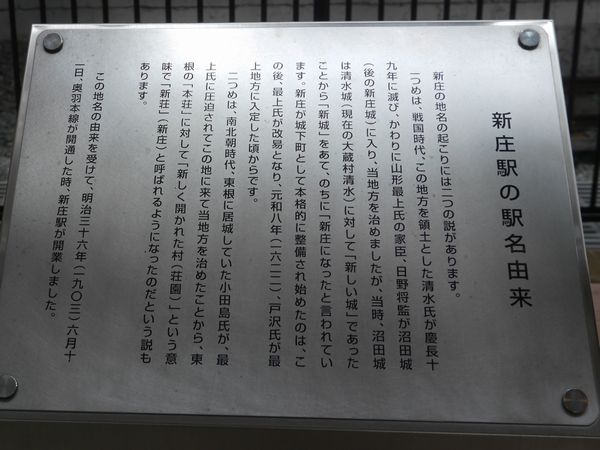 新庄駅の駅名由来
新庄の地名の起こりには二つの説があります。
一つめは、戦国時代、この地方を領土とした清水氏が慶長十
九年に滅び、かわりに山形最上氏の家臣、日野将監が沼田城
（後の新庄城）に入り、当地方を治めましたが、当時、沼田城
は清水城（現在の大蔵村清水）に対して「新しい城」であった
ことから「新城」をあて、のちに「新庄になったと言われてい
ます。新庄が城下町として本格的に整備され始めたのは、こ
の後、最上氏が改易となり、元和八年（一六二二）、戸沢氏が最
上地方に入定した頃からです。
二つめは、南北朝時代、東根に居城していた小田島氏が、最
上氏に圧迫されてこの地に来て当地方を治めたことから、東
根の「本荘」に対して「新しく開かれた村（荘園）」という意
味で「新荘」（新庄）と呼ばれるようになったのだという説も
あります。
この地名の由来を受けて、明治三十六年（一九〇三）六月十
一日、奥羽本線が開通した時、新庄駅が開業しました。